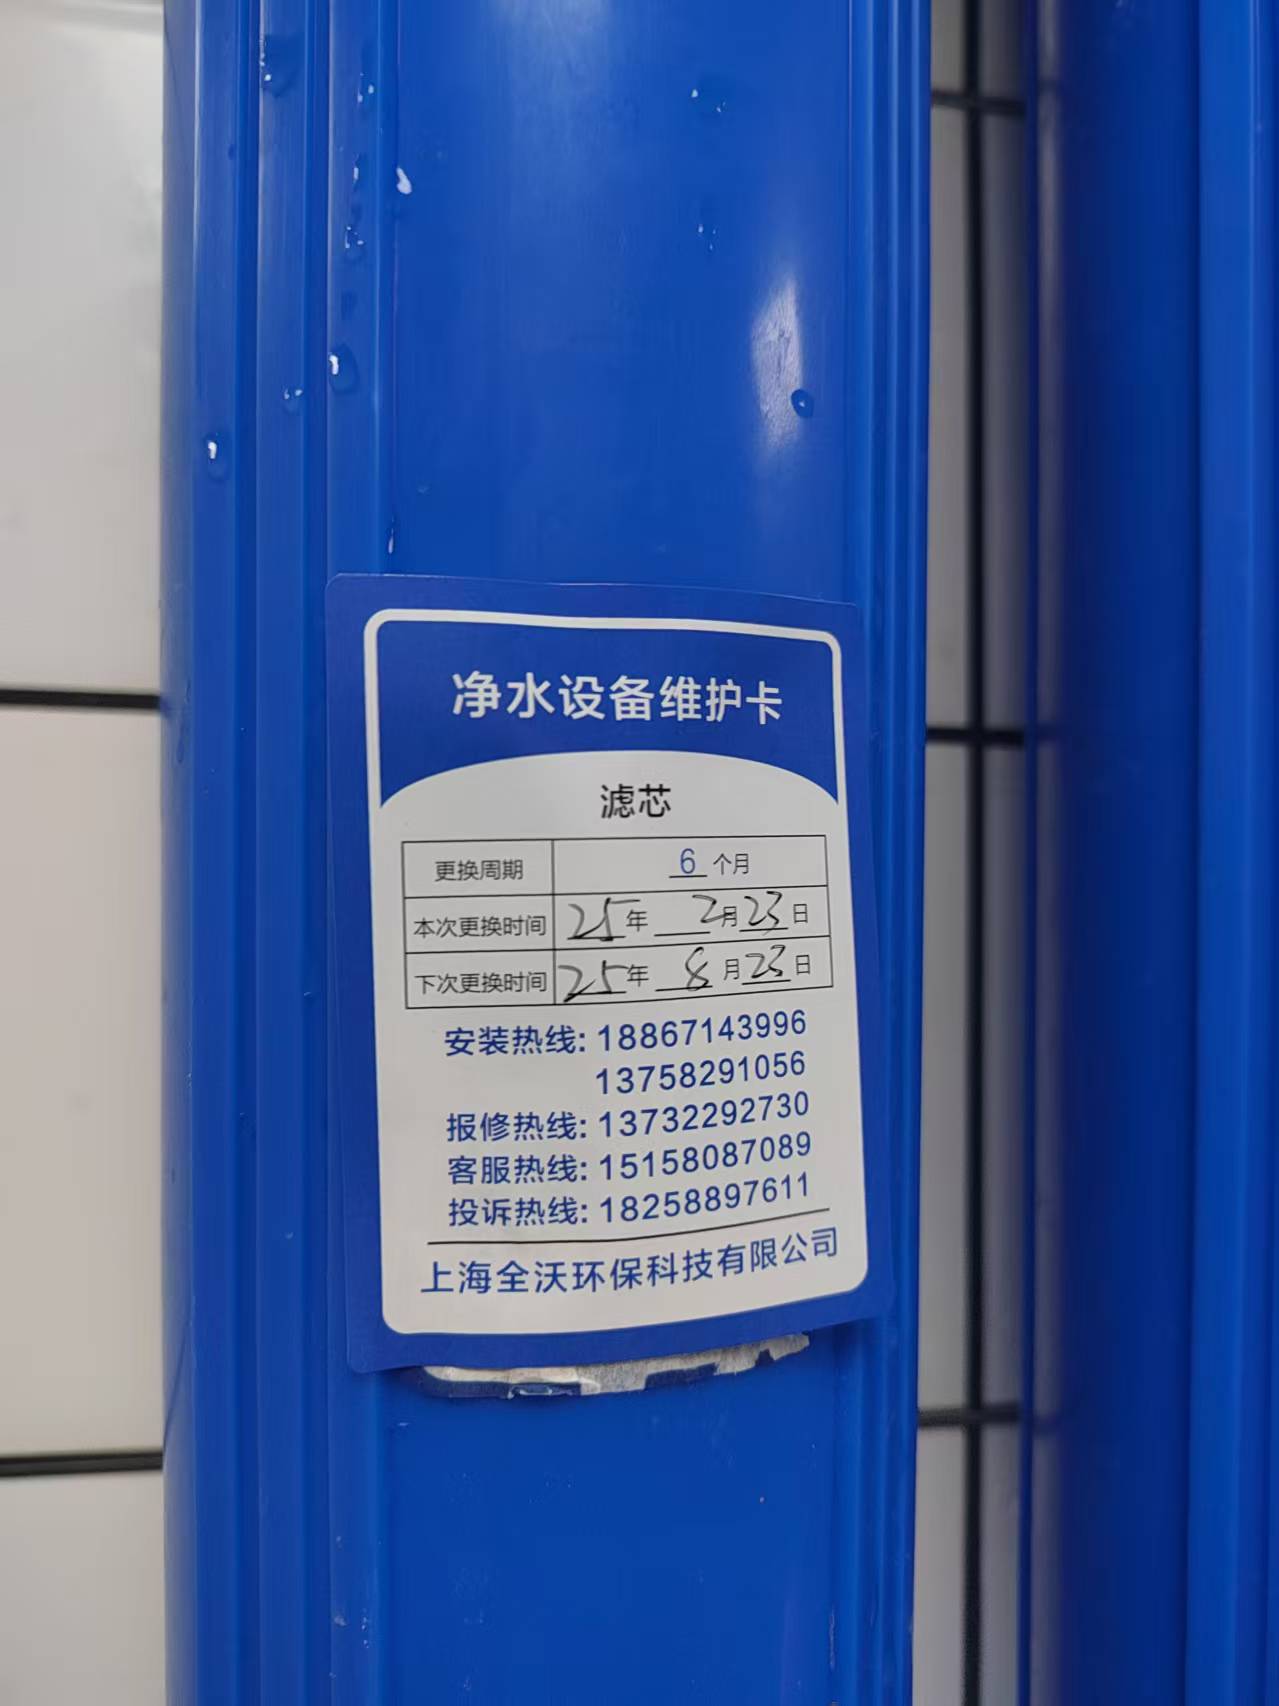 净水设备维护卡
滤芯
更换周期 6 个月
本次更换时间 25年 2月23日
下次更换时间 25年 8月23日
安装热线: 18867143996
13758291056
报修热线: 13732292730
客服热线: 15158087089
投诉热线: 18258897611
上海全沃环保科技有限公司